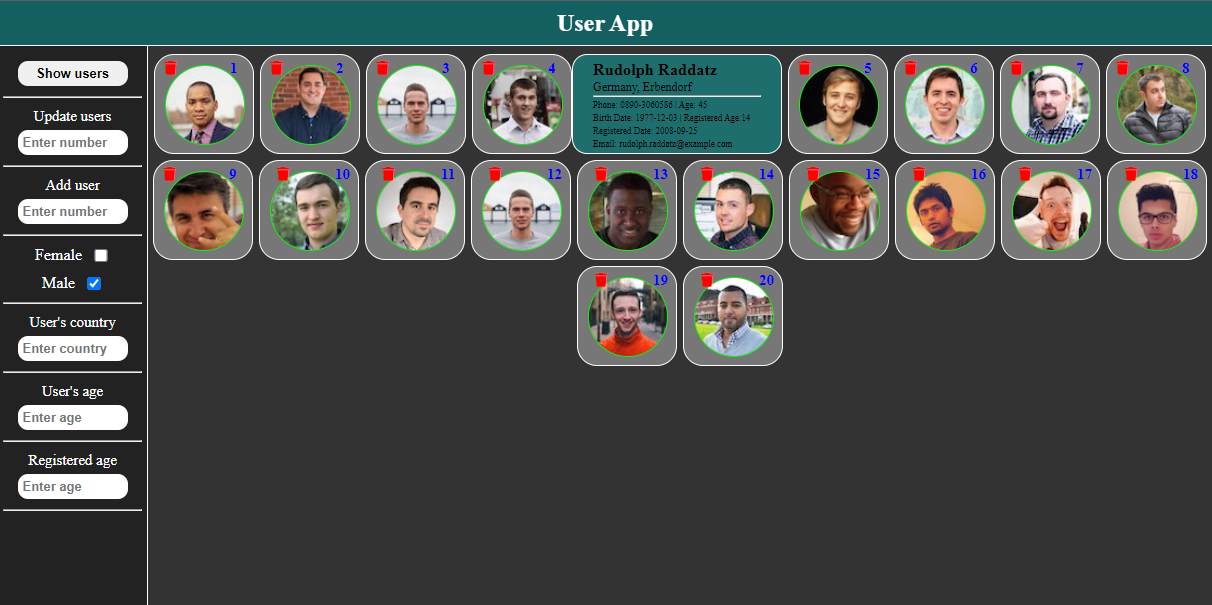 User App
Show users
Update users
Enter number
Add user
Enter number
Female
Male
User's country
Enter country
User's age
Enter age
Registered age
Enter age
1 2 3 4
Rudolph Raddatz
Germany, Erbendorf
Phone: 0890-3060586 | Age: 45
Birth Date: 1977-12-03 | Registered Age:14
Registered Date: 2008-09-25
Email: rudolph.raddatz@example.com
5 6 7 8
9 10 11 12 13 14 15 16 17 18
19 20